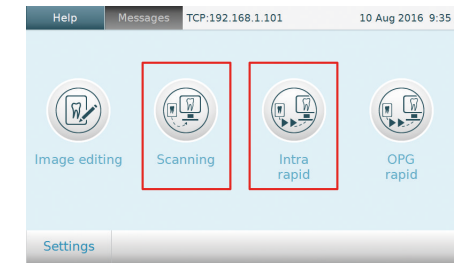 Help Messages TCP:192.168.1.101 10 Aug 2016 9:35
Image editing Scanning Intra rapid OPG rapid
Settings